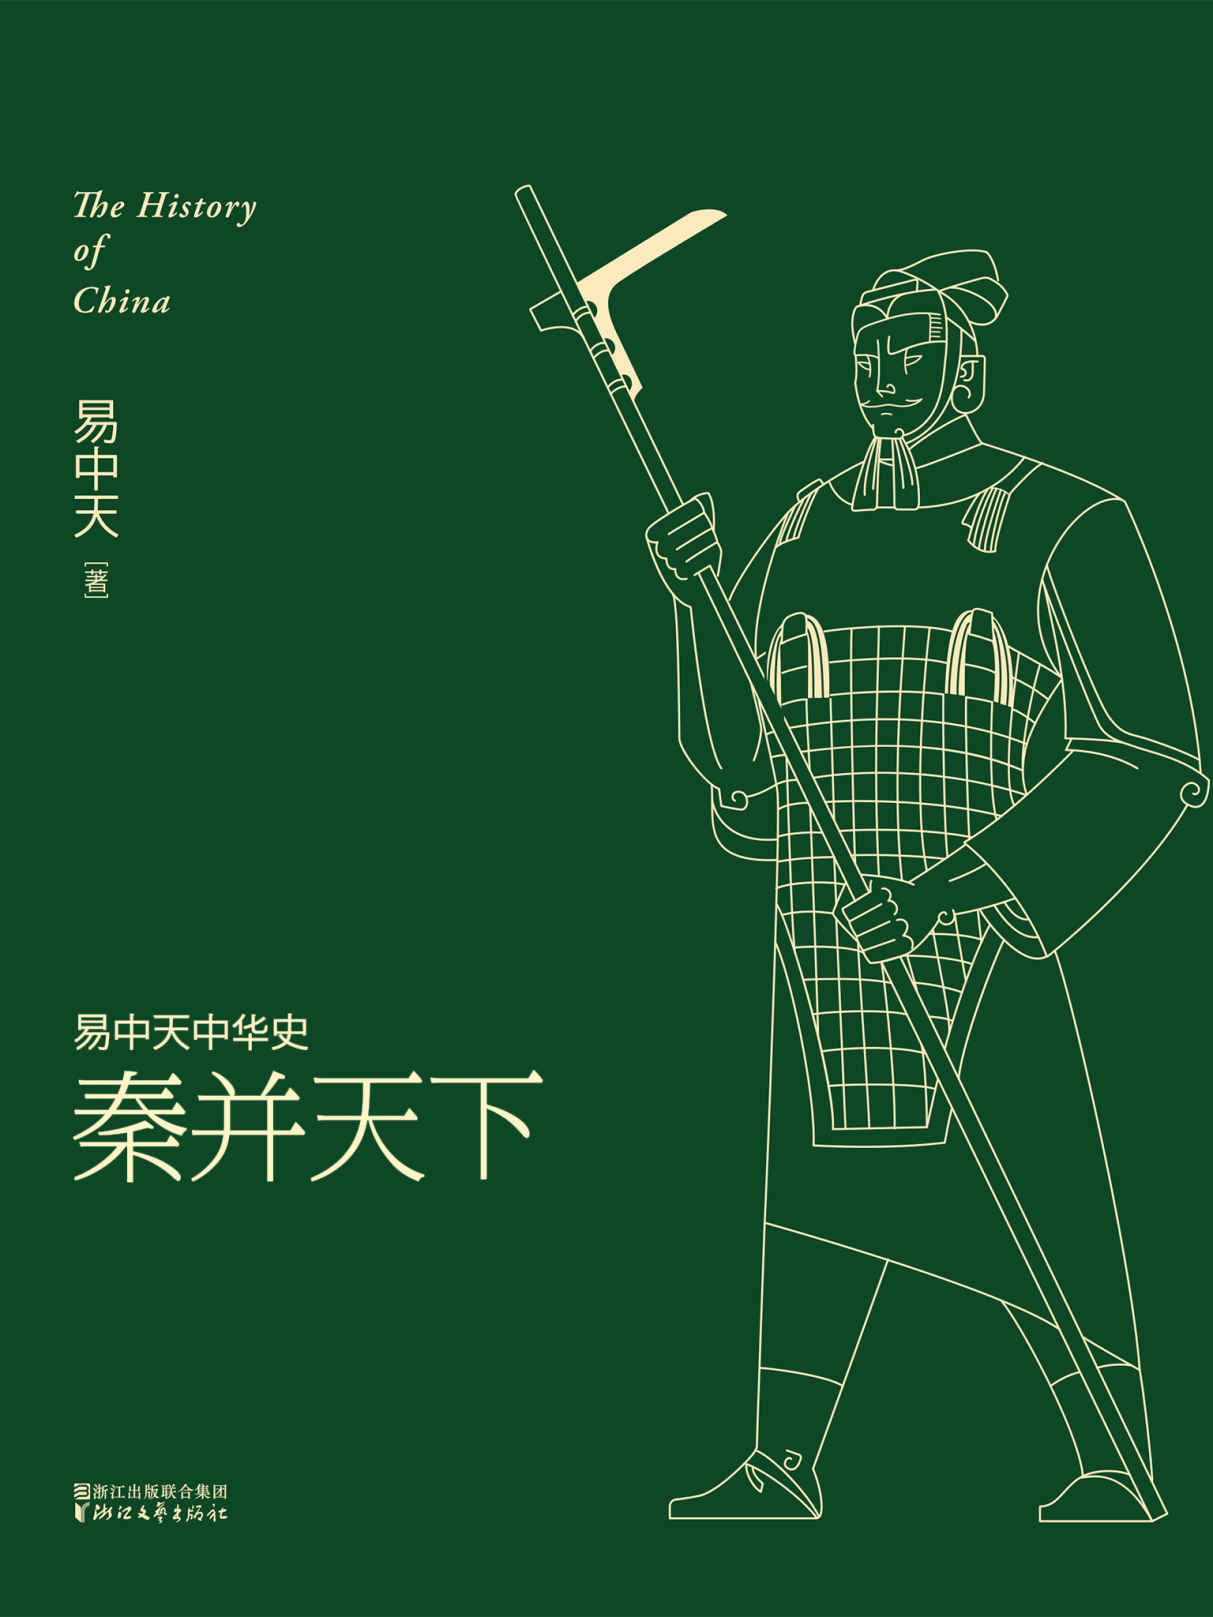 The History
of
China
易中天
[著]
易中天中华史
秦并天下
浙江出版联合集团
浙江文艺出版社